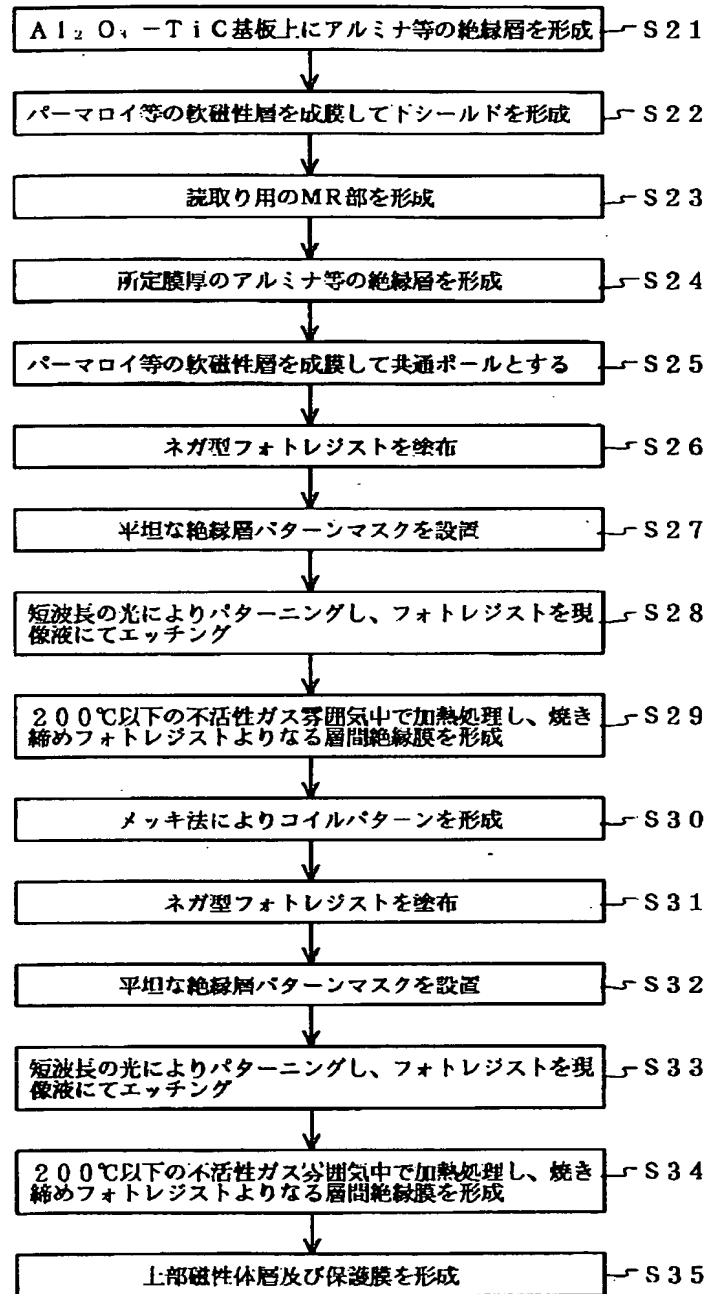 Al₂O₃－TiC基板上にアルミナ等の絶縁層を形成 S21
パーマロイ等の軟磁性層を成膜して下シールドを形成 S22
読取り用のMR部を形成 S23
所定膜厚のアルミナ等の絶縁層を形成 S24
パーマロイ等の軟磁性層を成膜して共通ポールとする S25
ネガ型フォトレジストを塗布 S26
平坦な絶縁層パターンマスクを設置 S27
短波長の光によりパターニングし、フォトレジストを現 S28
像液にてエッチング
200℃以下の不活性ガス雰囲気中で加熱処理し、焼き S29
締めフォトレジストよりなる層間絶縁膜を形成
メッキ法によりコイルパターンを形成 S30
ネガ型フォトレジストを塗布 S31
平坦な絶縁層パターンマスクを設置 S32
短波長の光によりパターニングし、フォトレジストを現 S33
像液にてエッチング
200℃以下の不活性ガス雰囲気中で加熱処理し、焼き S34
締めフォトレジストよりなる層間絶縁膜を形成
上部磁性体層及び保護膜を形成 S35